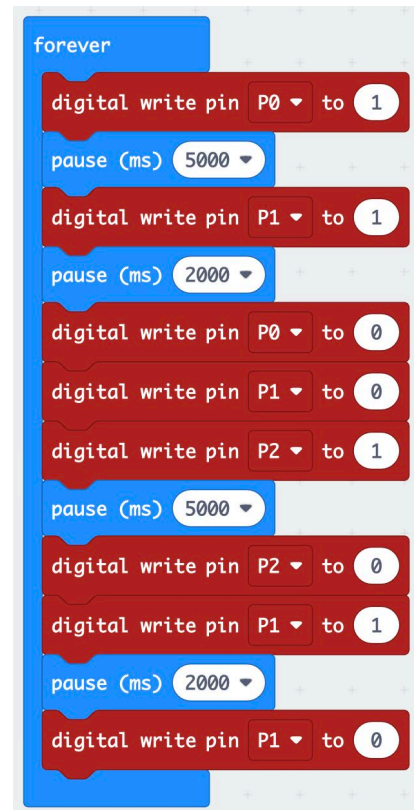 forever
digital write pin P0 to 1
pause (ms) 5000
digital write pin P1 to 1
pause (ms) 2000
digital write pin P0 to 0
digital write pin P1 to 0
digital write pin P2 to 1
pause (ms) 5000
digital write pin P2 to 0
digital write pin P1 to 1
pause (ms) 2000
digital write pin P1 to 0